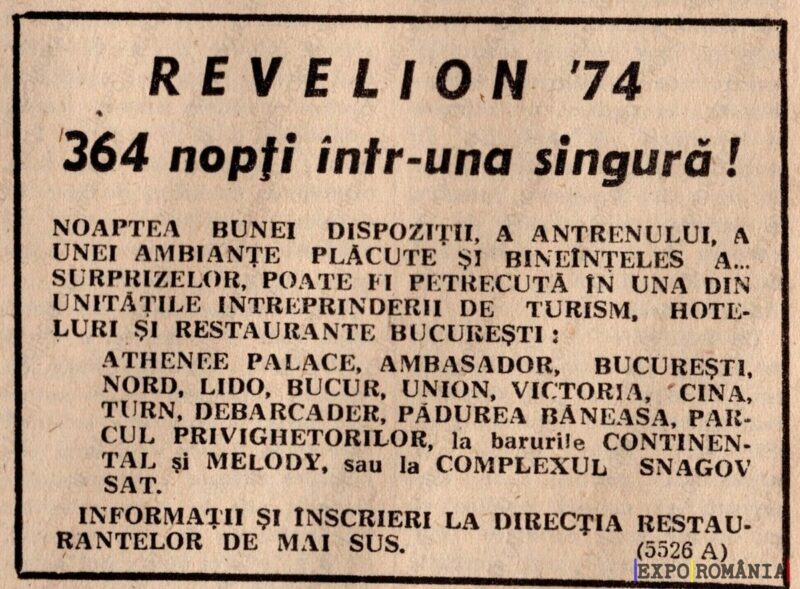 REVELION '74
364 nopţi într-una singură!
NOAPTEA BUNEI DISPOZIŢII, A ANTRENULUI, A
UNEI AMBIANŢE PLĂCUTE ŞI BINEÎNŢELES A...
SURPRIZELOR, POATE FI PETRECUTĂ ÎN UNA DIN
UNITĂŢILE INTREPRINDERII DE TURISM, HOTE-
LURI ŞI RESTAURANTE BUCUREŞTI :
ATHENEE PALACE, AMBASADOR, BUCUREŞTI,
NORD, LIDO, BUCUR, UNION, VICTORIA, CINA,
TURN, DEBARCADER, PĂDUREA BĂNEASA, PAR-
CUL PRIVIGHETORILOR, la barurile CONTINEN-
TAL şi MELODY, sau la COMPLEXUL SNAGOV
SAT.
INFORMAŢII ŞI ÎNSCRIERI LA DIRECŢIA RESTAU-
RANTELOR DE MAI SUS.
(5526 A)
EXPO ROMÂNIA